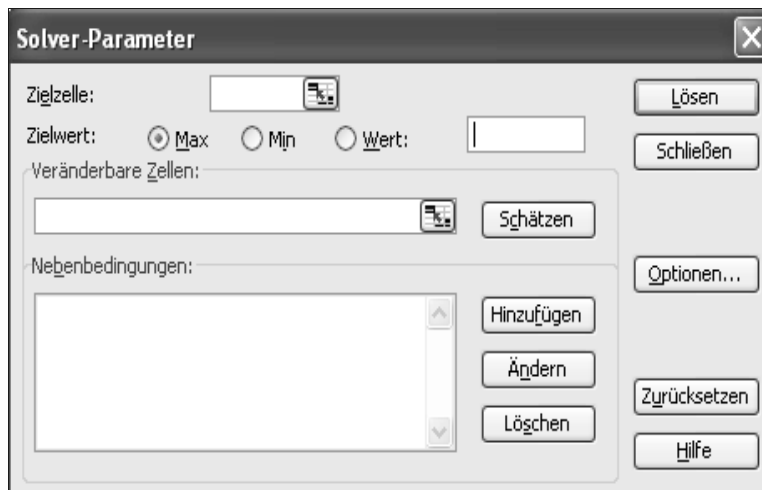 Solver-Parameter
Zielzelle:
Lösen
Zielwert: Max Min Wert:
Schließen
Veränderbare Zellen:
Schätzen
Nebenbedingungen:
Optionen...
Hinzufügen
Ändern
Zurücksetzen
Löschen
Hilfe